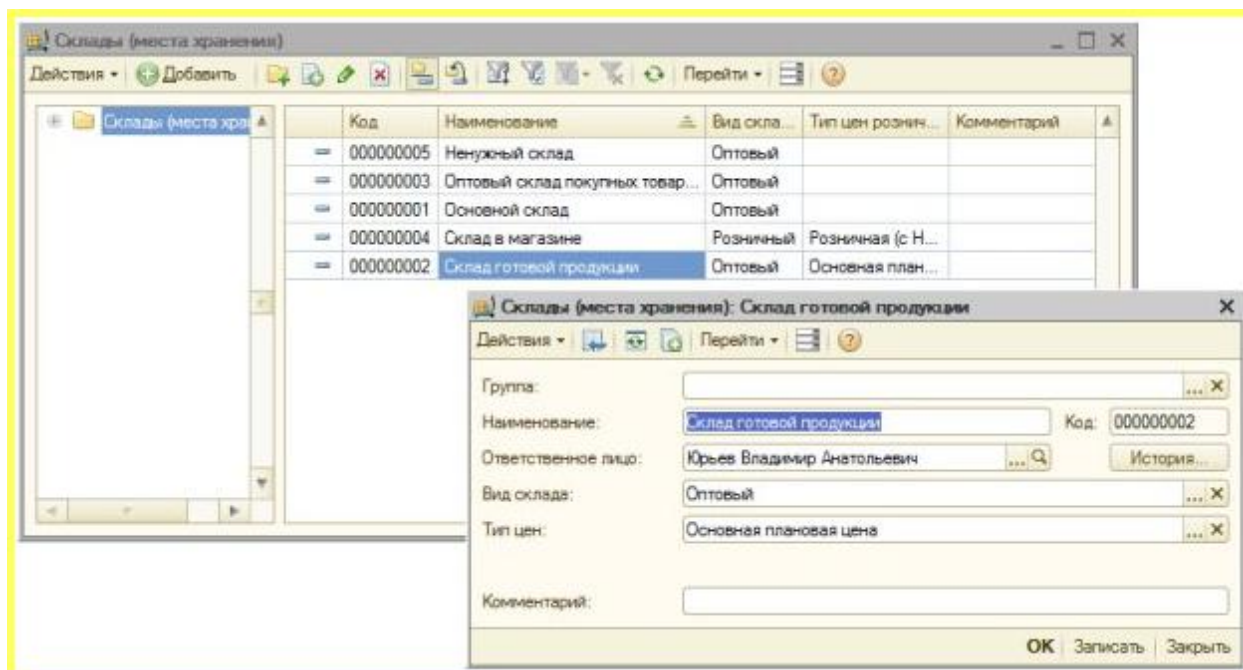 Склады (места хранения)
Действия Добавить Перейти
Склады (места хра
Код Наименование Вид скла... Тип цен рознич... Комментарий
000000005 Ненужный склад Оптовый
000000003 Оптовый склад покупных товар... Оптовый
000000001 Основной склад Оптовый
000000004 Склад в магазине Розничный Розничная (с Н...
000000002 Склад готовой продукции Оптовый Основная план...
Склады (места хранения): Склад готовой продукции
Действия Перейти
Группа:
Наименование: Склад готовой продукции Код: 000000002
Ответственное лицо: Юрьев Владимир Анатольевич ... История...
Вид склада: Оптовый ...
Тип цен: Основная плановая цена ...
Комментарий:
OK Записать Закрыть